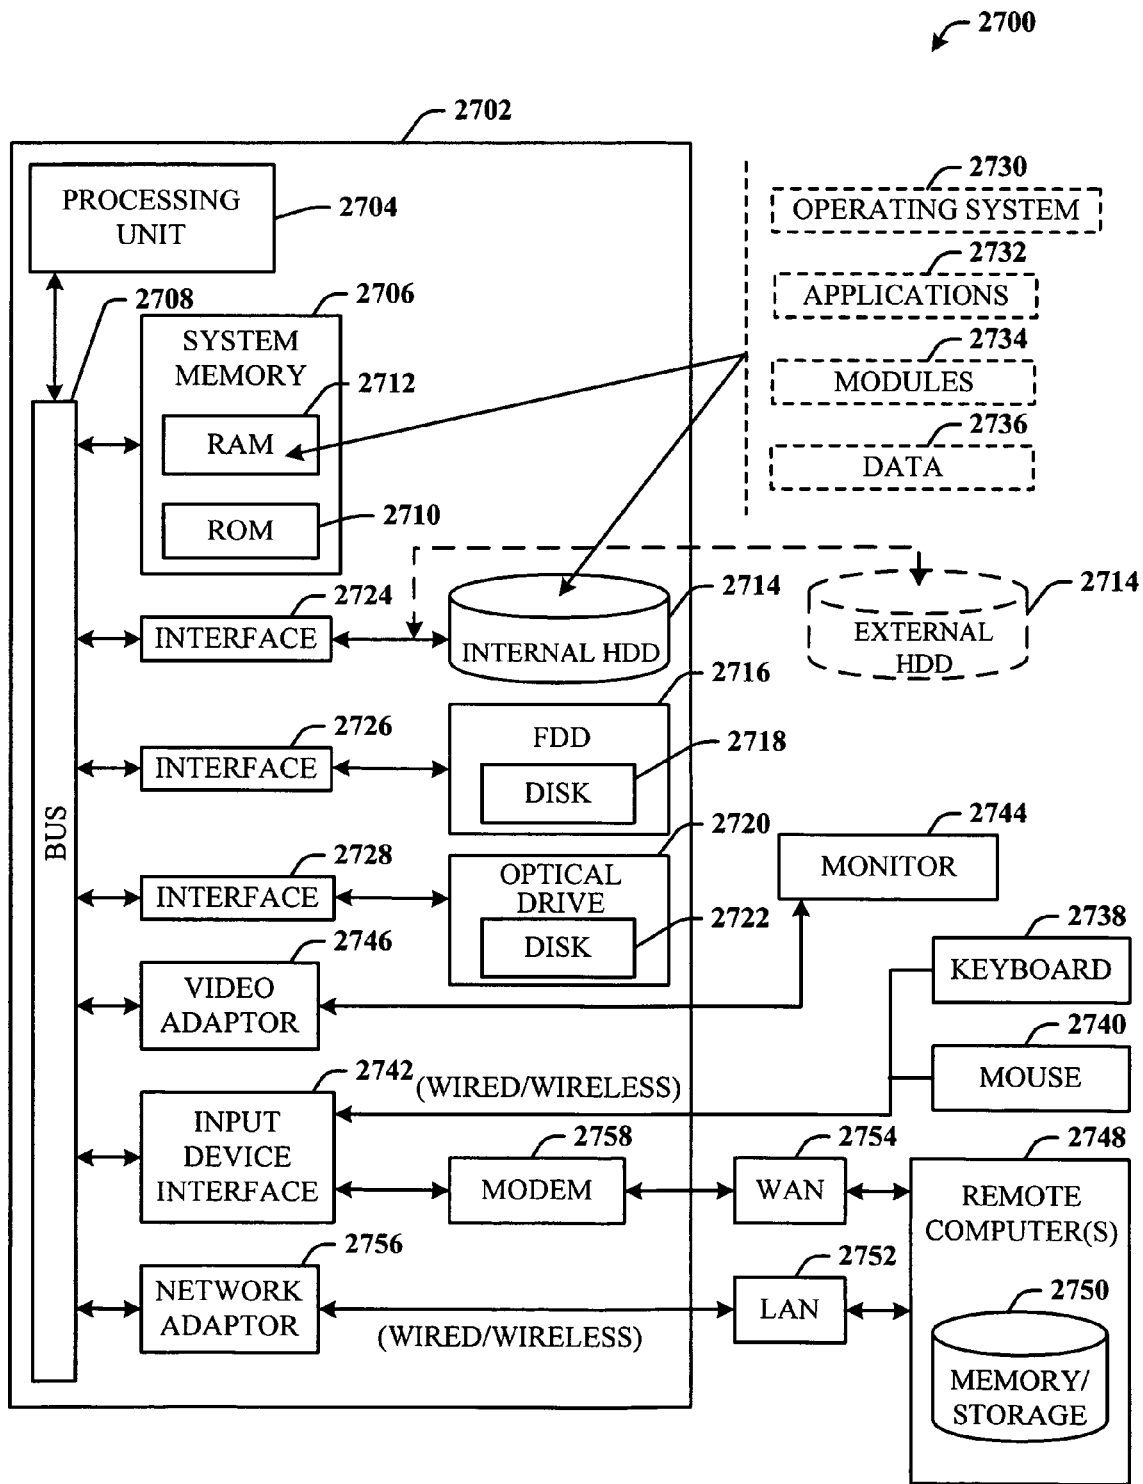 2700
2702
PROCESSING
UNIT
2704
2708
2706
SYSTEM
MEMORY
2712
RAM
2710
ROM
2730
OPERATING SYSTEM
2732
APPLICATIONS
2734
MODULES
2736
DATA
2724
INTERFACE
2714
INTERNAL HDD
2714
EXTERNAL
HDD
2716
2726
INTERFACE
FDD
2718
DISK
BUS
2720
2728
INTERFACE
OPTICAL
DRIVE
2722
DISK
2744
MONITOR
2746
VIDEO
ADAPTOR
2738
KEYBOARD
2740
MOUSE
2742
(WIRED/WIRELESS)
INPUT
DEVICE
INTERFACE
2758
MODEM
2754
WAN
2748
REMOTE
COMPUTER(S)
2756
NETWORK
ADAPTOR
(WIRED/WIRELESS)
2752
LAN
2750
MEMORY/
STORAGE